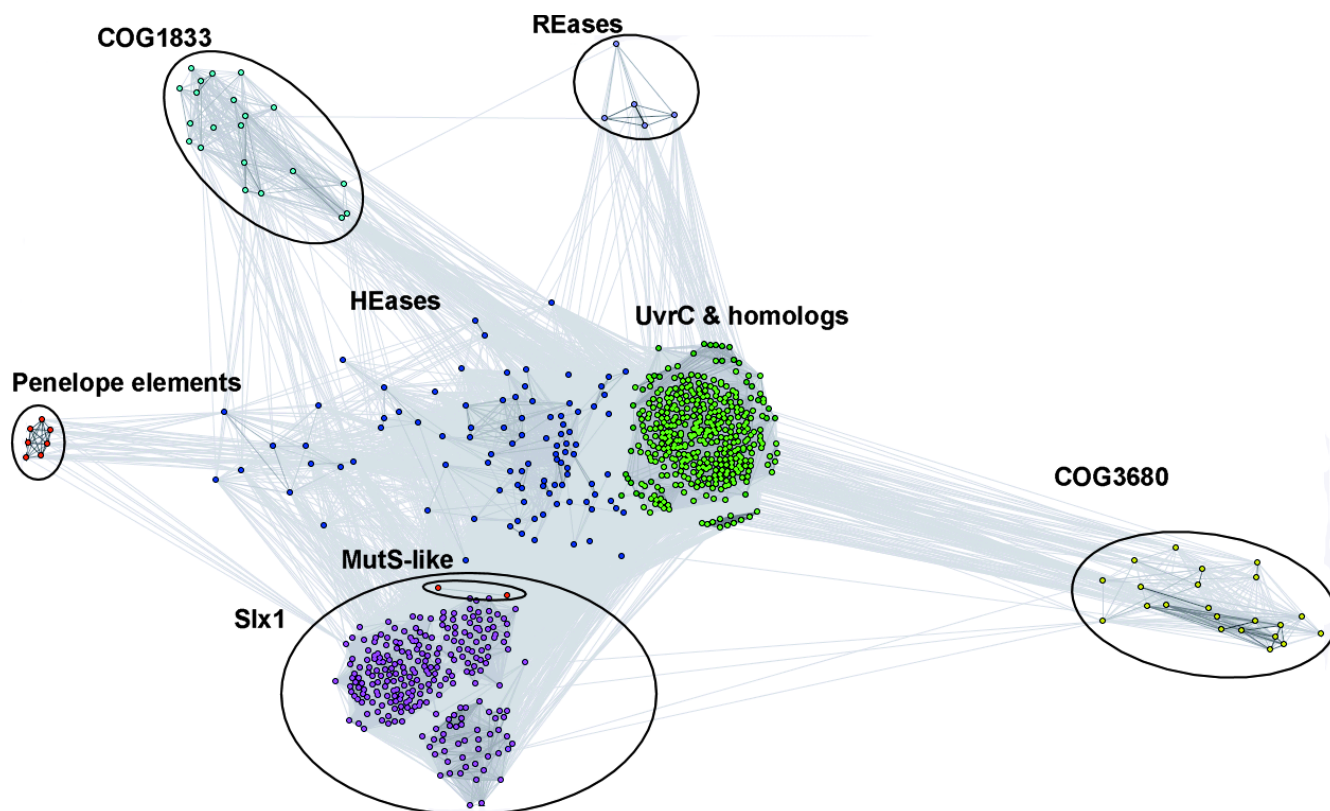 REases
COG1833
HEases
UvrC & homologs
Penelope elements
COG3680
MutS-like
Slx1